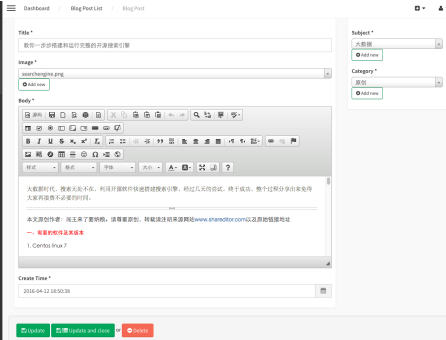 Dashboard / Blog Post List / Blog Post
Title *
教你一步步搭建和运行完整的开源搜索引擎
Image *
searchengine.png
Add new
Body *
源码
样式 格式 字体 大小
大数据时代，搜索无处不在，利用开源软件快速搭建搜索引擎，经过几天的尝试，终于成功，整个过程分享出来免得
大家再浪费不必要的时间。
本文原创作者：
请尊重原创，转载请注明来源网站www.shareditor.com以及原始链接地址
一、需要的软件及其版本
1. Centos linux 7
Create Time *
2016-04-12 18:50:38
Update Update and close or Delete
Subject *
大数据
Add new
Category *
原创
Add new